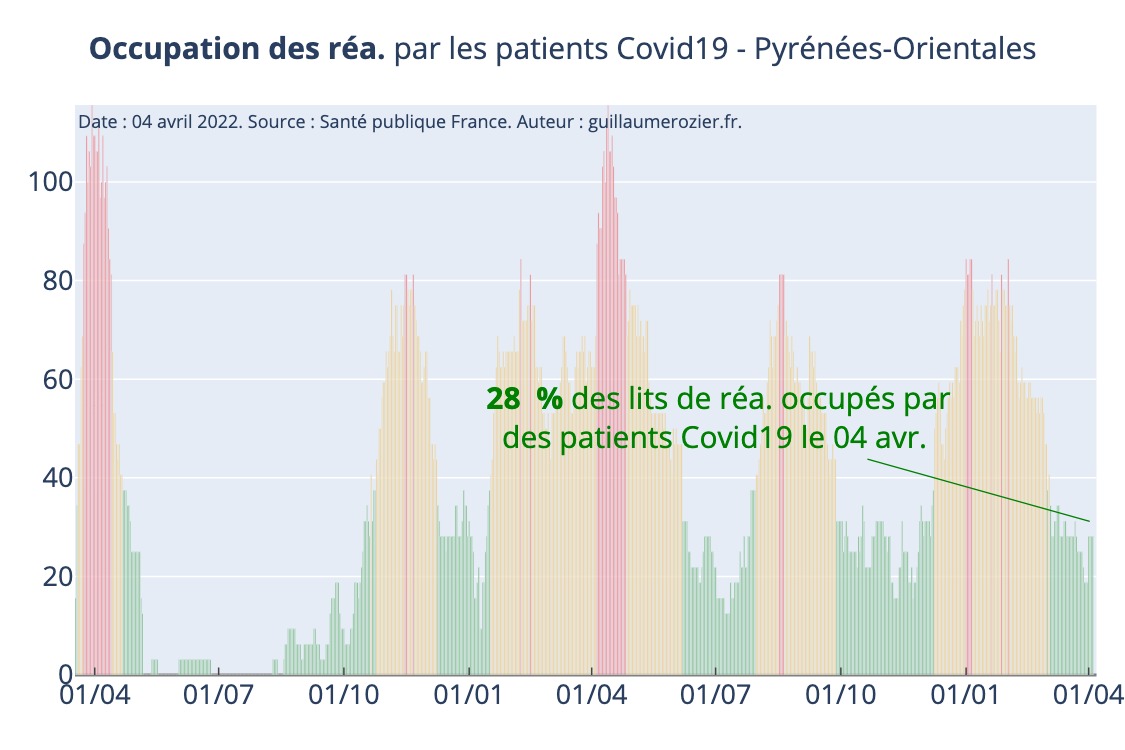 Occupation des réa. par les patients Covid19 - Pyrénées-Orientales
Date : 04 avril 2022. Source : Santé publique France. Auteur : guillaumerozier.fr.
100
80
60
40
20
0
28 % des lits de réa. occupés par
des patients Covid19 le 04 avr.
01/04 01/07 01/10 01/01 01/04 01/07 01/10 01/01 01/04